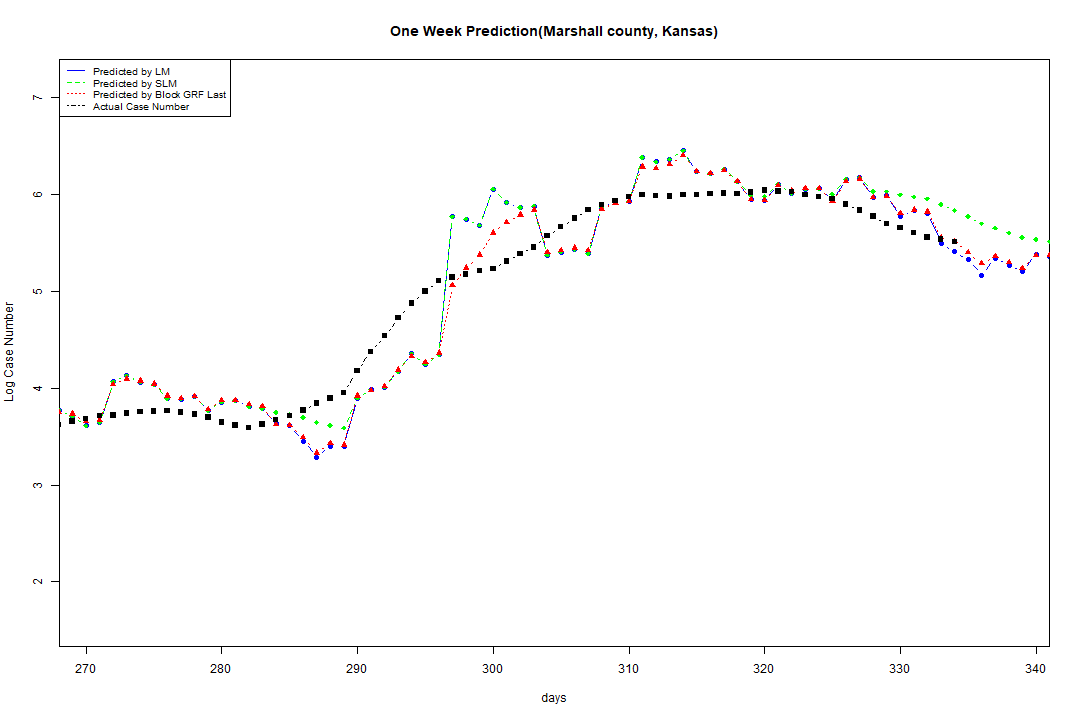 One Week Prediction(Marshall county, Kansas)
Predicted by LM
Predicted by SLM
Predicted by Block GRF Last
Actual Case Number
7
6
5
4
3
2
Log Case Number
270 280 290 300 310 320 330 340
days